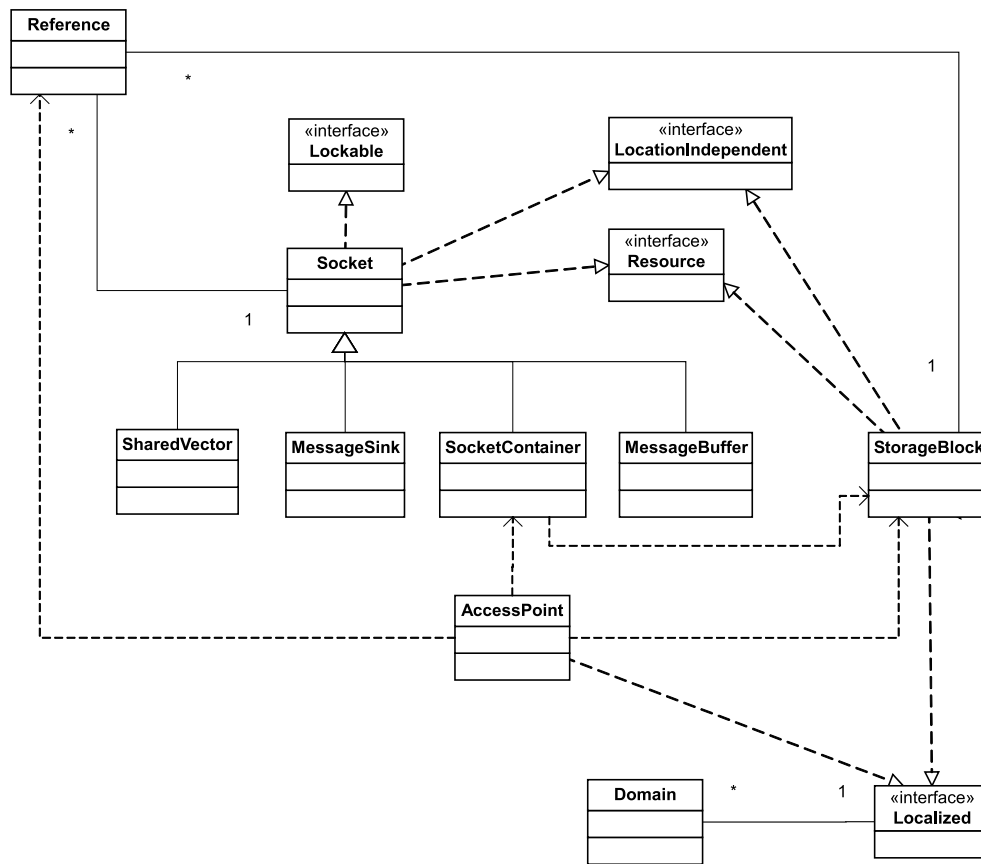 Reference
*
*
«interface»
Lockable
«interface»
LocationIndependent
«interface»
Resource
Socket
1
1
SharedVector
MessageSink
SocketContainer
MessageBuffer
StorageBlock
AccessPoint
Domain
*
1
«interface»
Localized